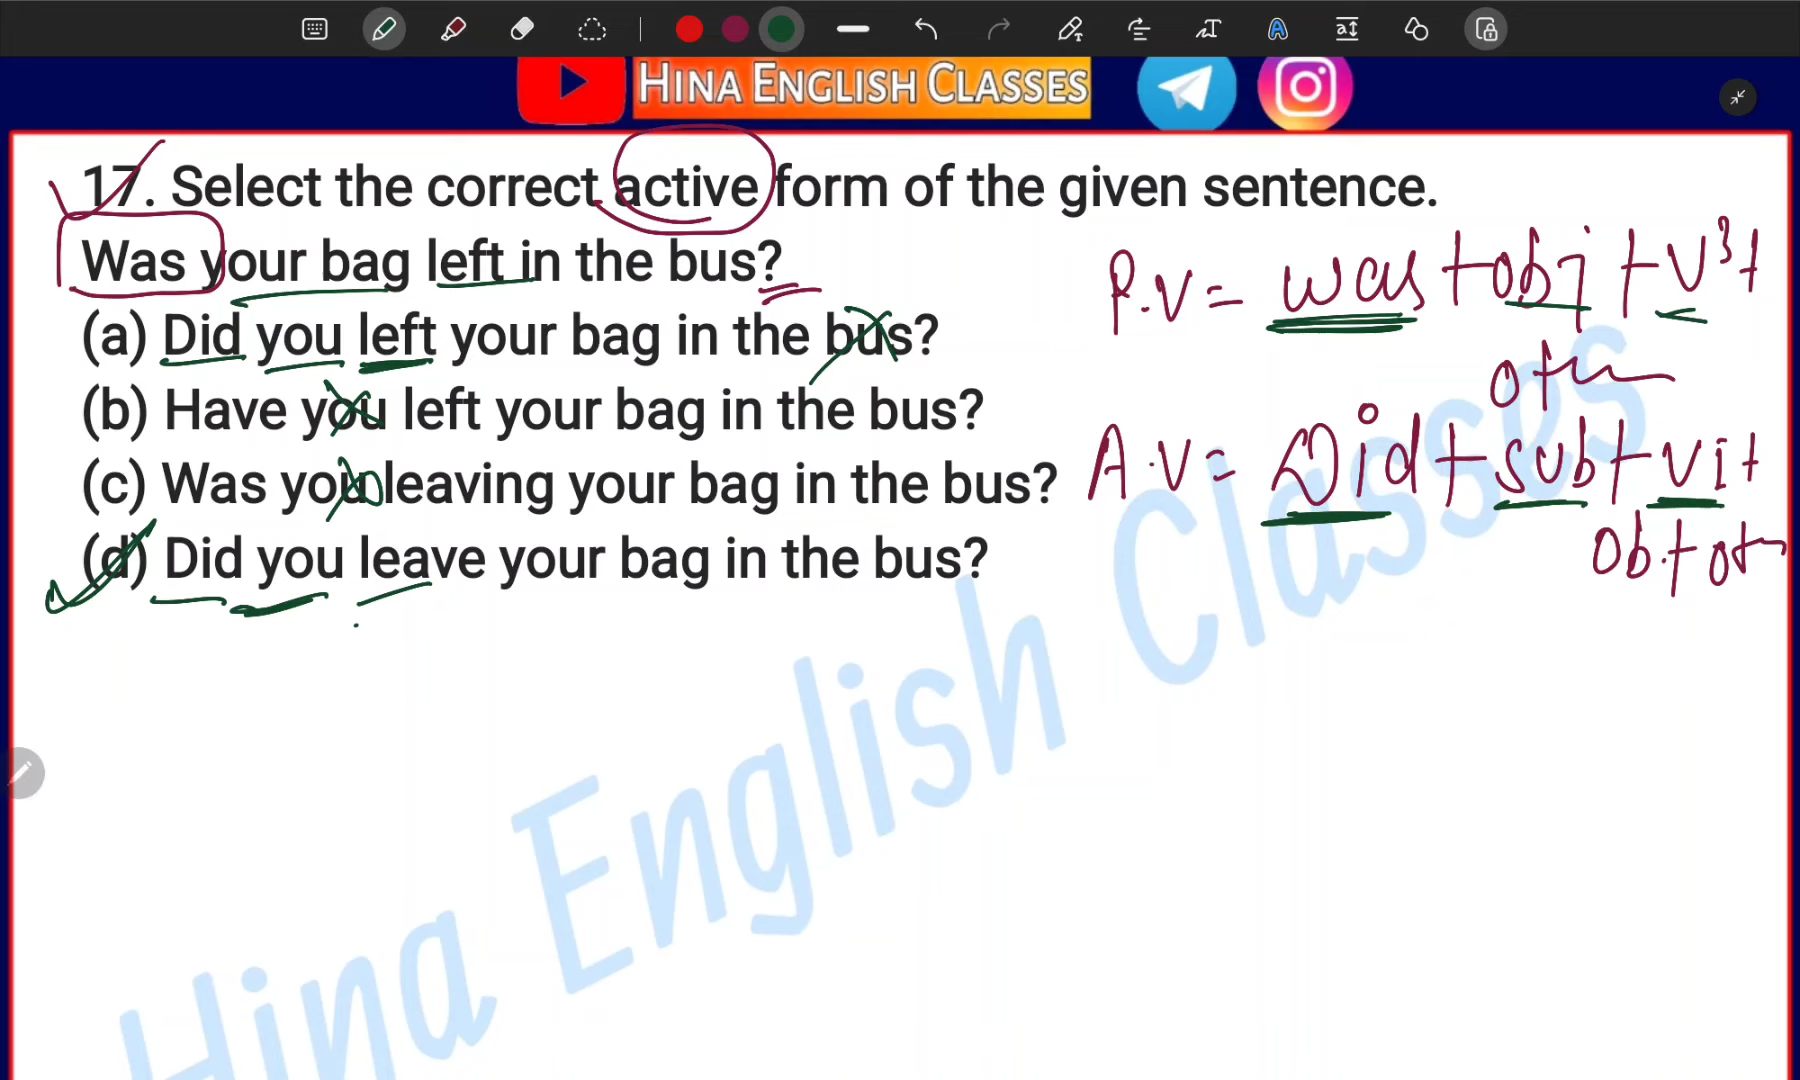 HINA ENGLISH CLASSES
17. Select the correct active form of the given sentence.
Was your bag left in the bus?
(a) Did you left your bag in the bus?
(b) Have you left your bag in the bus?
(c) Was you leaving your bag in the bus?
(d) Did you leave your bag in the bus?
P.V = was + obj + V3 +
oth
A.V = Did + sub + V1 +
ob. + oth
Hina English Classes